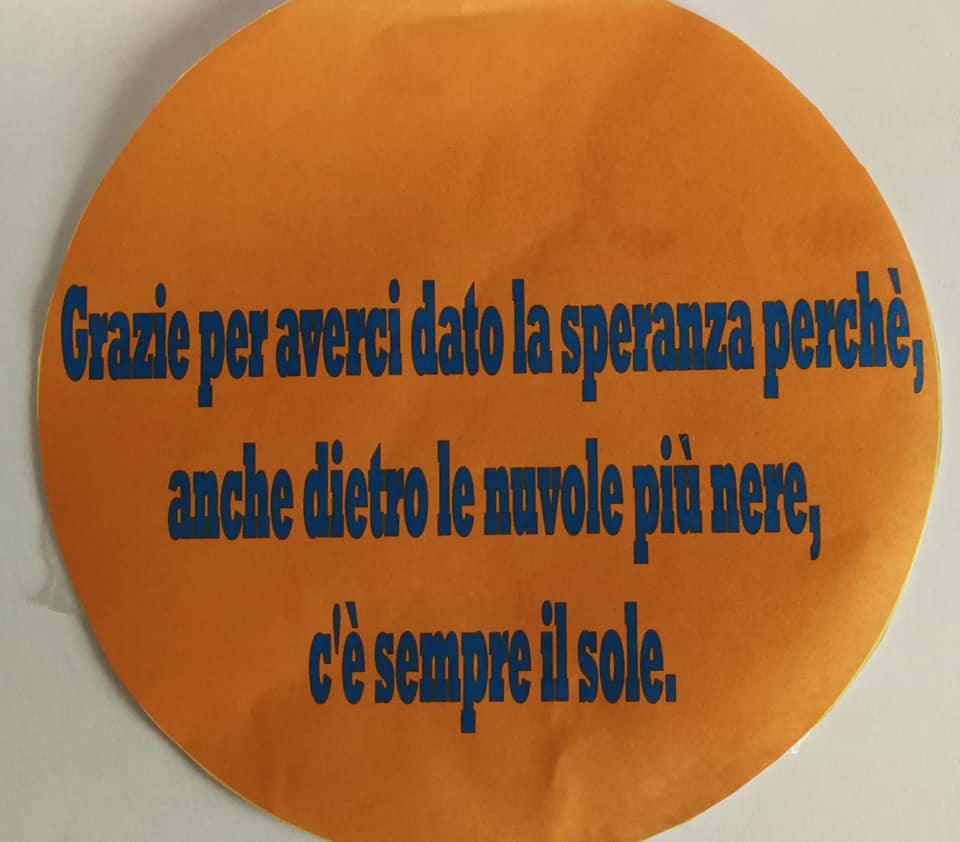 Grazie per averci dato la speranza perchè,
anche dietro le nuvole più nere,
c'è sempre il sole.